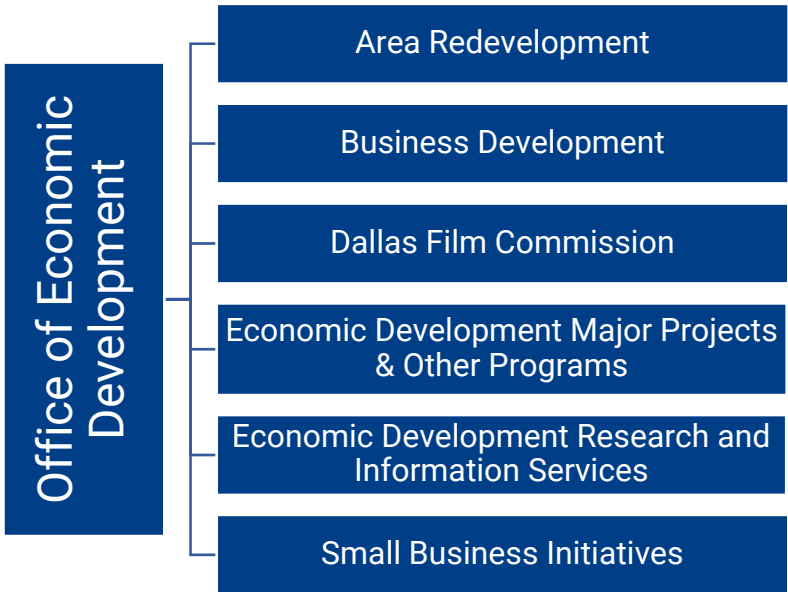 Office of Economic
Development
Area Redevelopment
Business Development
Dallas Film Commission
Economic Development Major Projects
& Other Programs
Economic Development Research and
Information Services
Small Business Initiatives